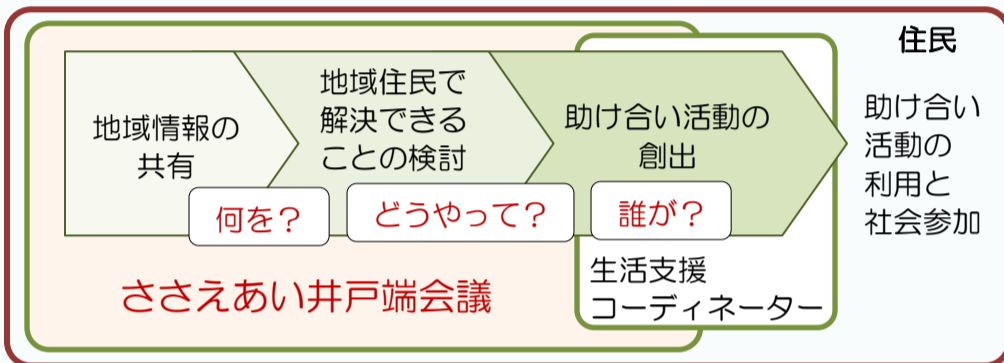 地域情報の
共有
地域住民で
解決できる
ことの検討
助け合い活動の
創出
何を？
どうやって？
誰が？
ささえあい井戸端会議
生活支援
コーディネーター
住民
助け合い
活動の
利用と
社会参加